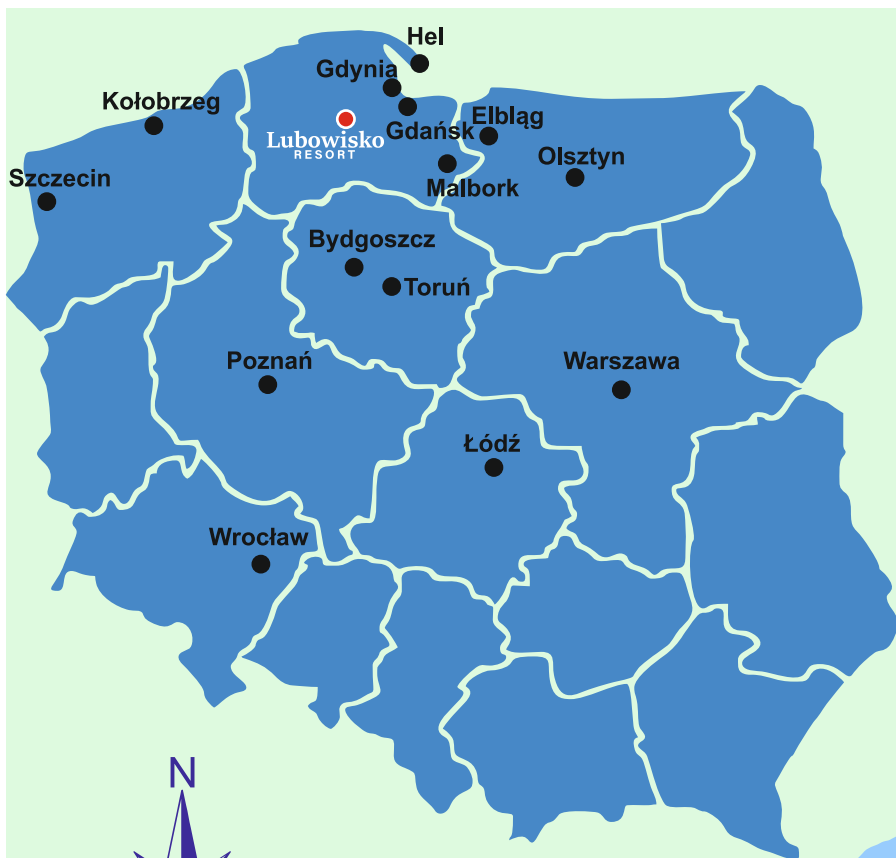 Hel
Gdynia
Kołobrzeg
Gdańsk
Elbląg
Lubowisko
RESORT
Olsztyn
Szczecin
Malbork
Bydgoszcz
Toruń
Poznań
Warszawa
Łódź
Wrocław
N